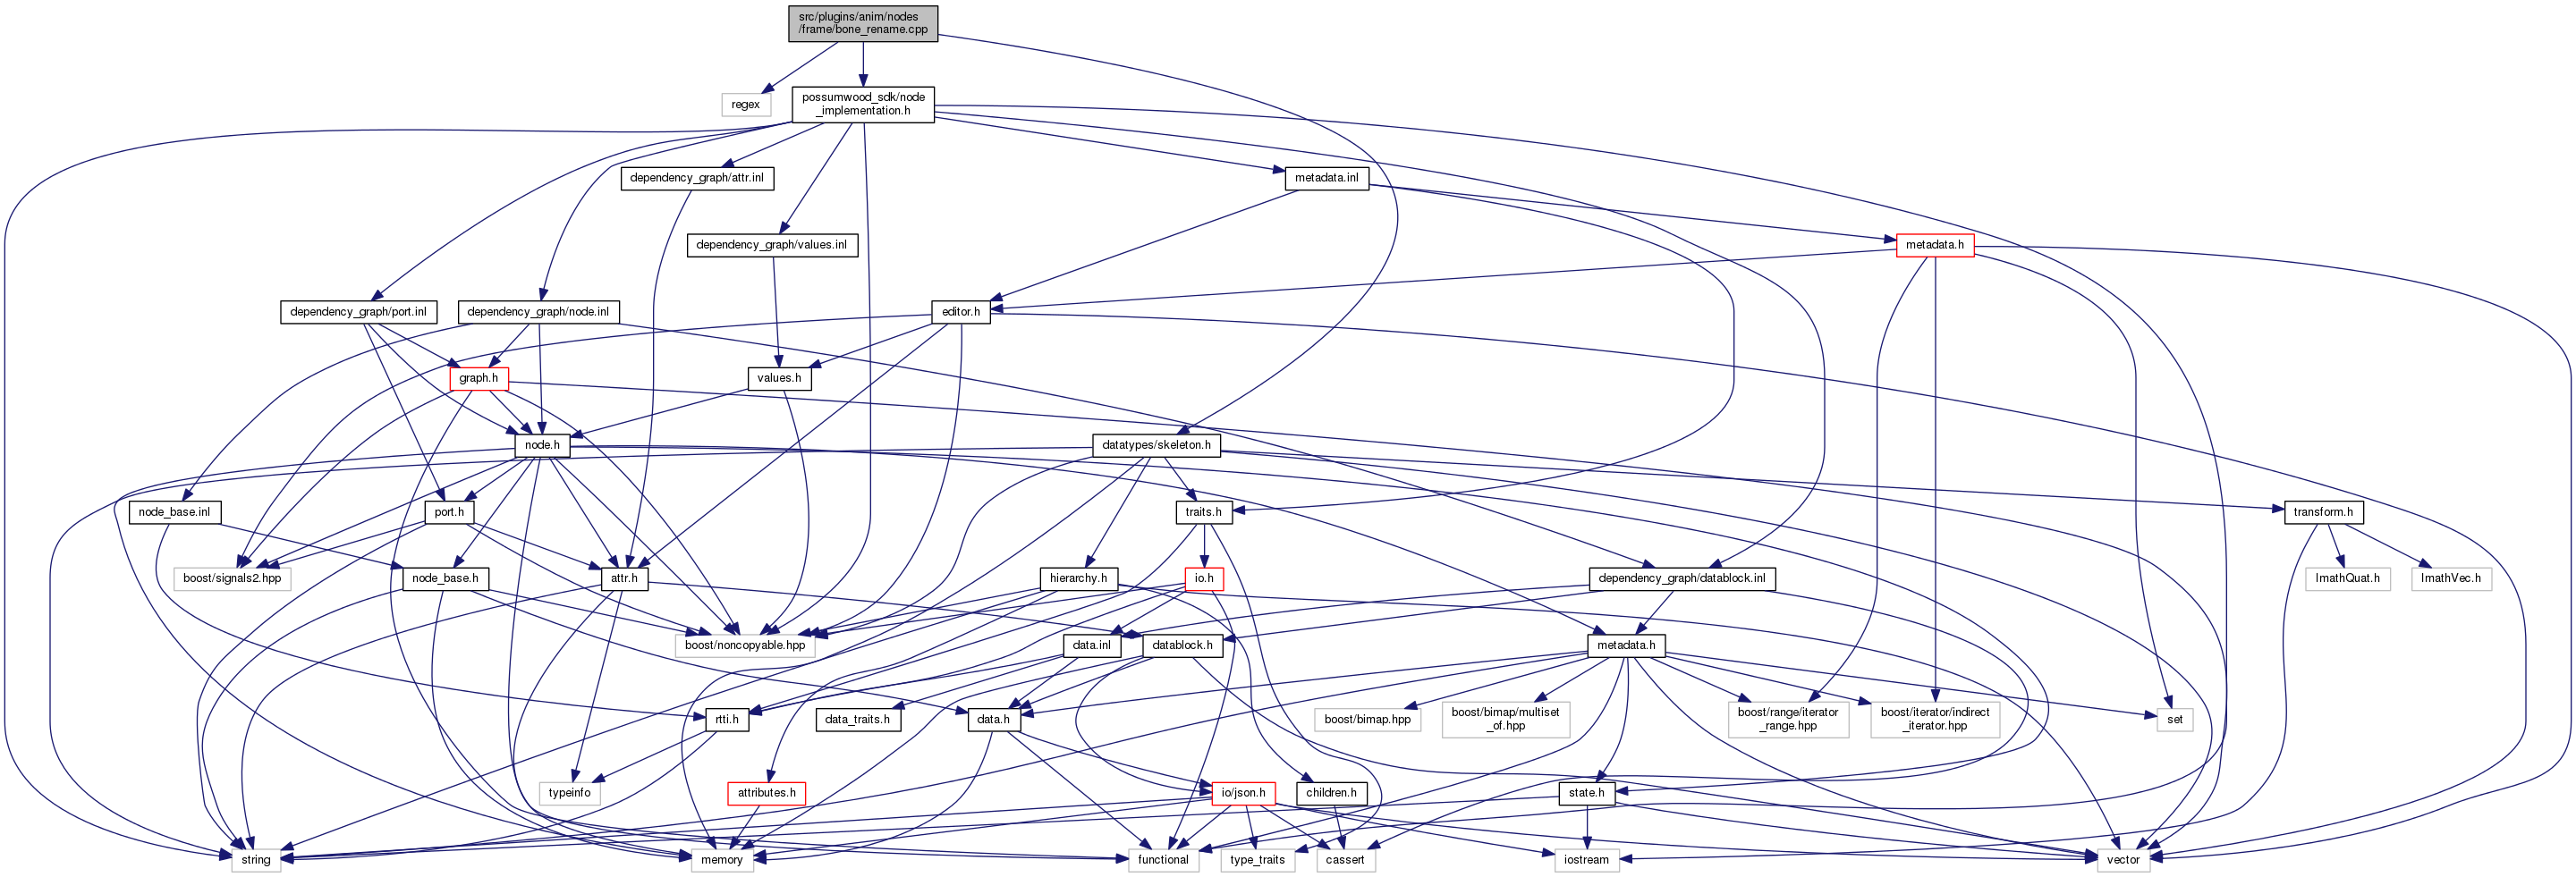 src/plugins/anim/nodes
/frame/bone_rename.cpp
regex
possumwood_sdk/node
_implementation.h
dependency_graph/attr.inl
metadata.inl
dependency_graph/values.inl
metadata.h
dependency_graph/port.inl
dependency_graph/node.inl
editor.h
graph.h
values.h
node.h
datatypes/skeleton.h
node_base.inl
port.h
traits.h
transform.h
boost/signals2.hpp
node_base.h
attr.h
hierarchy.h
io.h
dependency_graph/datablock.inl
ImathQuat.h
ImathVec.h
boost/noncopyable.hpp
data.inl
datablock.h
metadata.h
rtti.h
data_traits.h
data.h
boost/bimap.hpp
boost/bimap/multiset
_of.hpp
boost/range/iterator
_range.hpp
boost/iterator/indirect
_iterator.hpp
set
typeinfo
attributes.h
io/json.h
children.h
state.h
string
memory
functional
type_traits
cassert
iostream
vector